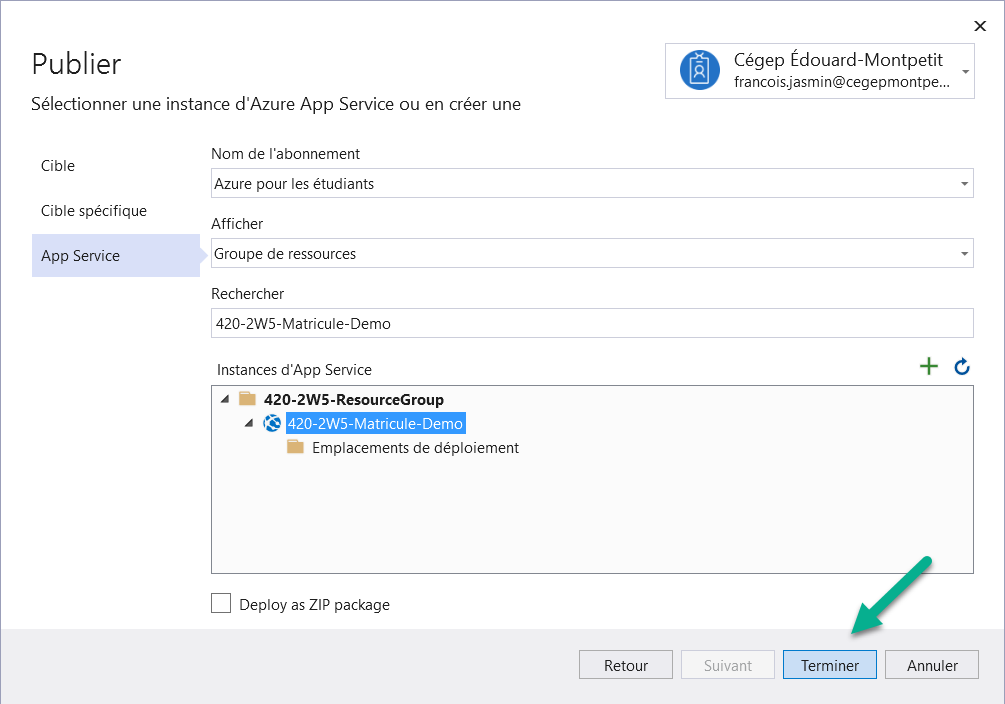 Publier
Sélectionner une instance d'Azure App Service ou en créer une
Cégep Édouard-Montpetit
francois.jasmin@cegepmontpe...
Cible
Cible spécifique
App Service
Nom de l'abonnement
Azure pour les étudiants
Afficher
Groupe de ressources
Rechercher
420-2W5-Matricule-Demo
Instances d'App Service
420-2W5-ResourceGroup
420-2W5-Matricule-Demo
Emplacements de déploiement
Deploy as ZIP package
Retour
Suivant
Terminer
Annuler